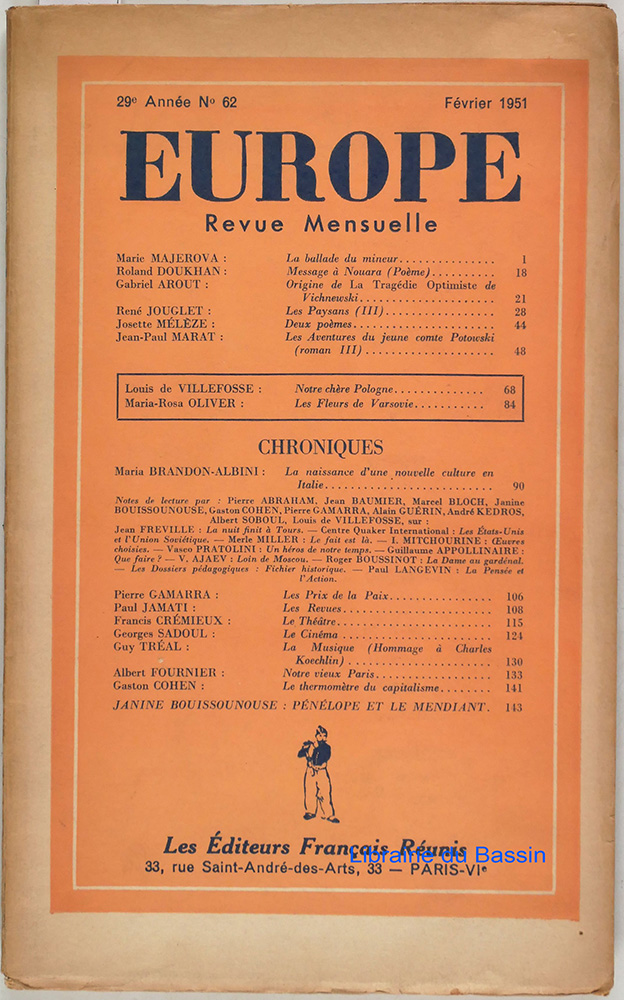 29e Année No 62 Février 1951
EUROPE
Revue Mensuelle
Marie MAJEROVA : La ballade du mineur............... 1
Roland DOUKHAN : Message à Nouara (Poème).......... 18
Gabriel AROUT : Origine de La Tragédie Optimiste de
Vichnewski..................... 21
René JOUGLET : Les Paysans (III)................. 28
Josette MÉLÈZE : Deux poèmes...................... 44
Jean-Paul MARAT : Les Aventures du jeune comte Potowski
(roman III) .................... 48
Louis de VILLEFOSSE : Notre chère Pologne.............. 68
Maria-Rosa OLIVER : Les Fleurs de Varsovie........... 84
CHRONIQUES
Maria BRANDON-ALBINI : La naissance d'une nouvelle culture en
Italie.......................... 90
Notes de lecture par : Pierre ABRAHAM, Jean BAUMIER, Marcel BLOCH, Janine
BOUISSOUNOUSE, Gaston COHEN, Pierre GAMARRA, Alain GUÉRIN, André KEDROS,
Albert SOBOUL, Louis de VILLEFOSSE, sur :
Jean FREVILLE : La nuit finit à Tours. — Centre Quaker International : Les États-Unis
et l'Union Soviétique. — Merle MILLER : Le fait est là. — I. MITCHOURINE : Œuvres
choisies. — Vasco PRATOLINI : Un héros de notre temps. — Guillaume APPOLLINAIRE :
Que faire ? — V. AJAEV : Loin de Moscou. — Roger BOUSSINOT : La Dame au gardénal.
— Les Dossiers pédagogiques : Fichier historique. — Paul LANGEVIN : La Pensée et
l'Action.
Pierre GAMARRA : Les Prix de la Paix................ 106
Paul JAMATI : Les Revues....................... 108
Francis CRÉMIEUX : Le Théâtre....................... 115
Georges SADOUL : Le Cinéma ....................... 124
Guy TRÉAL : La Musique (Hommage à Charles
Koechlin) ...................... 130
Albert FOURNIER : Notre vieux Paris.................. 133
Gaston COHEN : Le thermomètre du capitalisme........ 141
JANINE BOUISSOUNOUSE : PÉNÉLOPE ET LE MENDIANT. 143
Les Éditeurs Français Réunis
Librairie du Bassin
33, rue Saint-André-des-Arts, 33 — PARIS-VIe